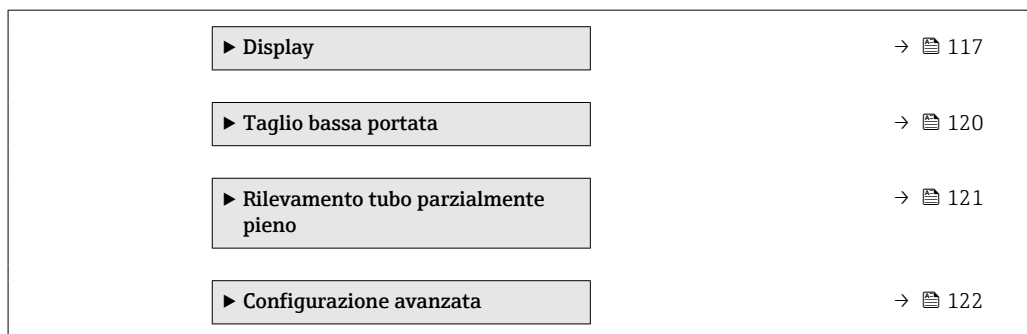 ▶ Display → 117
▶ Taglio bassa portata → 120
▶ Rilevamento tubo parzialmente → 121
pieno
▶ Configurazione avanzata → 122